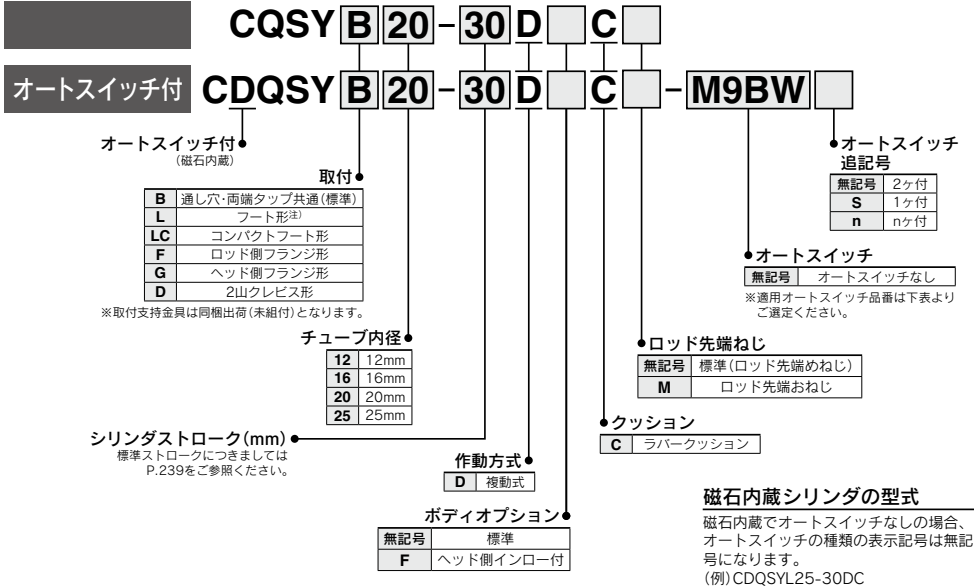 CQSY B 20 - 30 D C
オートスイッチ付 CDQSY B 20 - 30 D C - M9BW
オートスイッチ付
(磁石内蔵)
取付
B 通し穴・両端タップ共通(標準)
L フート形注)
LC コンパクトフート形
F ロッド側フランジ形
G ヘッド側フランジ形
D 2山クレビス形
※取付支持金具は同梱出荷(未組付)となります。
チューブ内径
12 12mm
16 16mm
20 20mm
25 25mm
シリンダストローク(mm)
標準ストロークにつきましては
P.239をご参照ください。
作動方式
D 複動式
ボディオプション
無記号 標準
F ヘッド側インロー付
オートスイッチ
追記号
無記号 2ヶ付
S 1ヶ付
n nヶ付
オートスイッチ
無記号 オートスイッチなし
※適用オートスイッチ品番は下表より
ご選定ください。
ロッド先端ねじ
無記号 標準(ロッド先端めねじ)
M ロッド先端おねじ
クッション
C ラバークッション
磁石内蔵シリンダの型式
磁石内蔵でオートスイッチなしの場合、
オートスイッチの種類の表示記号は無記
号になります。
(例)CDQSYL25-30DC